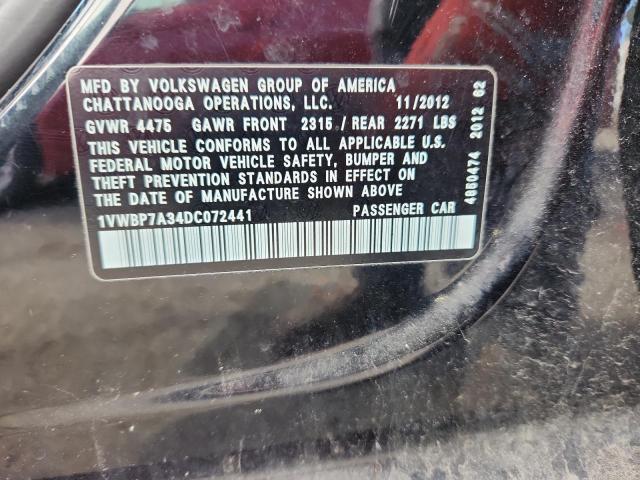 MFD BY VOLKSWAGEN GROUP OF AMERICA
CHATTANOOGA OPERATIONS, LLC. 11/2012
GVWR 4475 GAWR FRONT 2315 / REAR 2271 LBS
THIS VEHICLE CONFORMS TO ALL APPLICABLE U.S.
FEDERAL MOTOR VEHICLE SAFETY, BUMPER AND
THEFT PREVENTION STANDARDS IN EFFECT ON
THE DATE OF MANUFACTURE SHOWN ABOVE
1VWBP7A34DC072441 PASSENGER CAR
4850474 2012 62